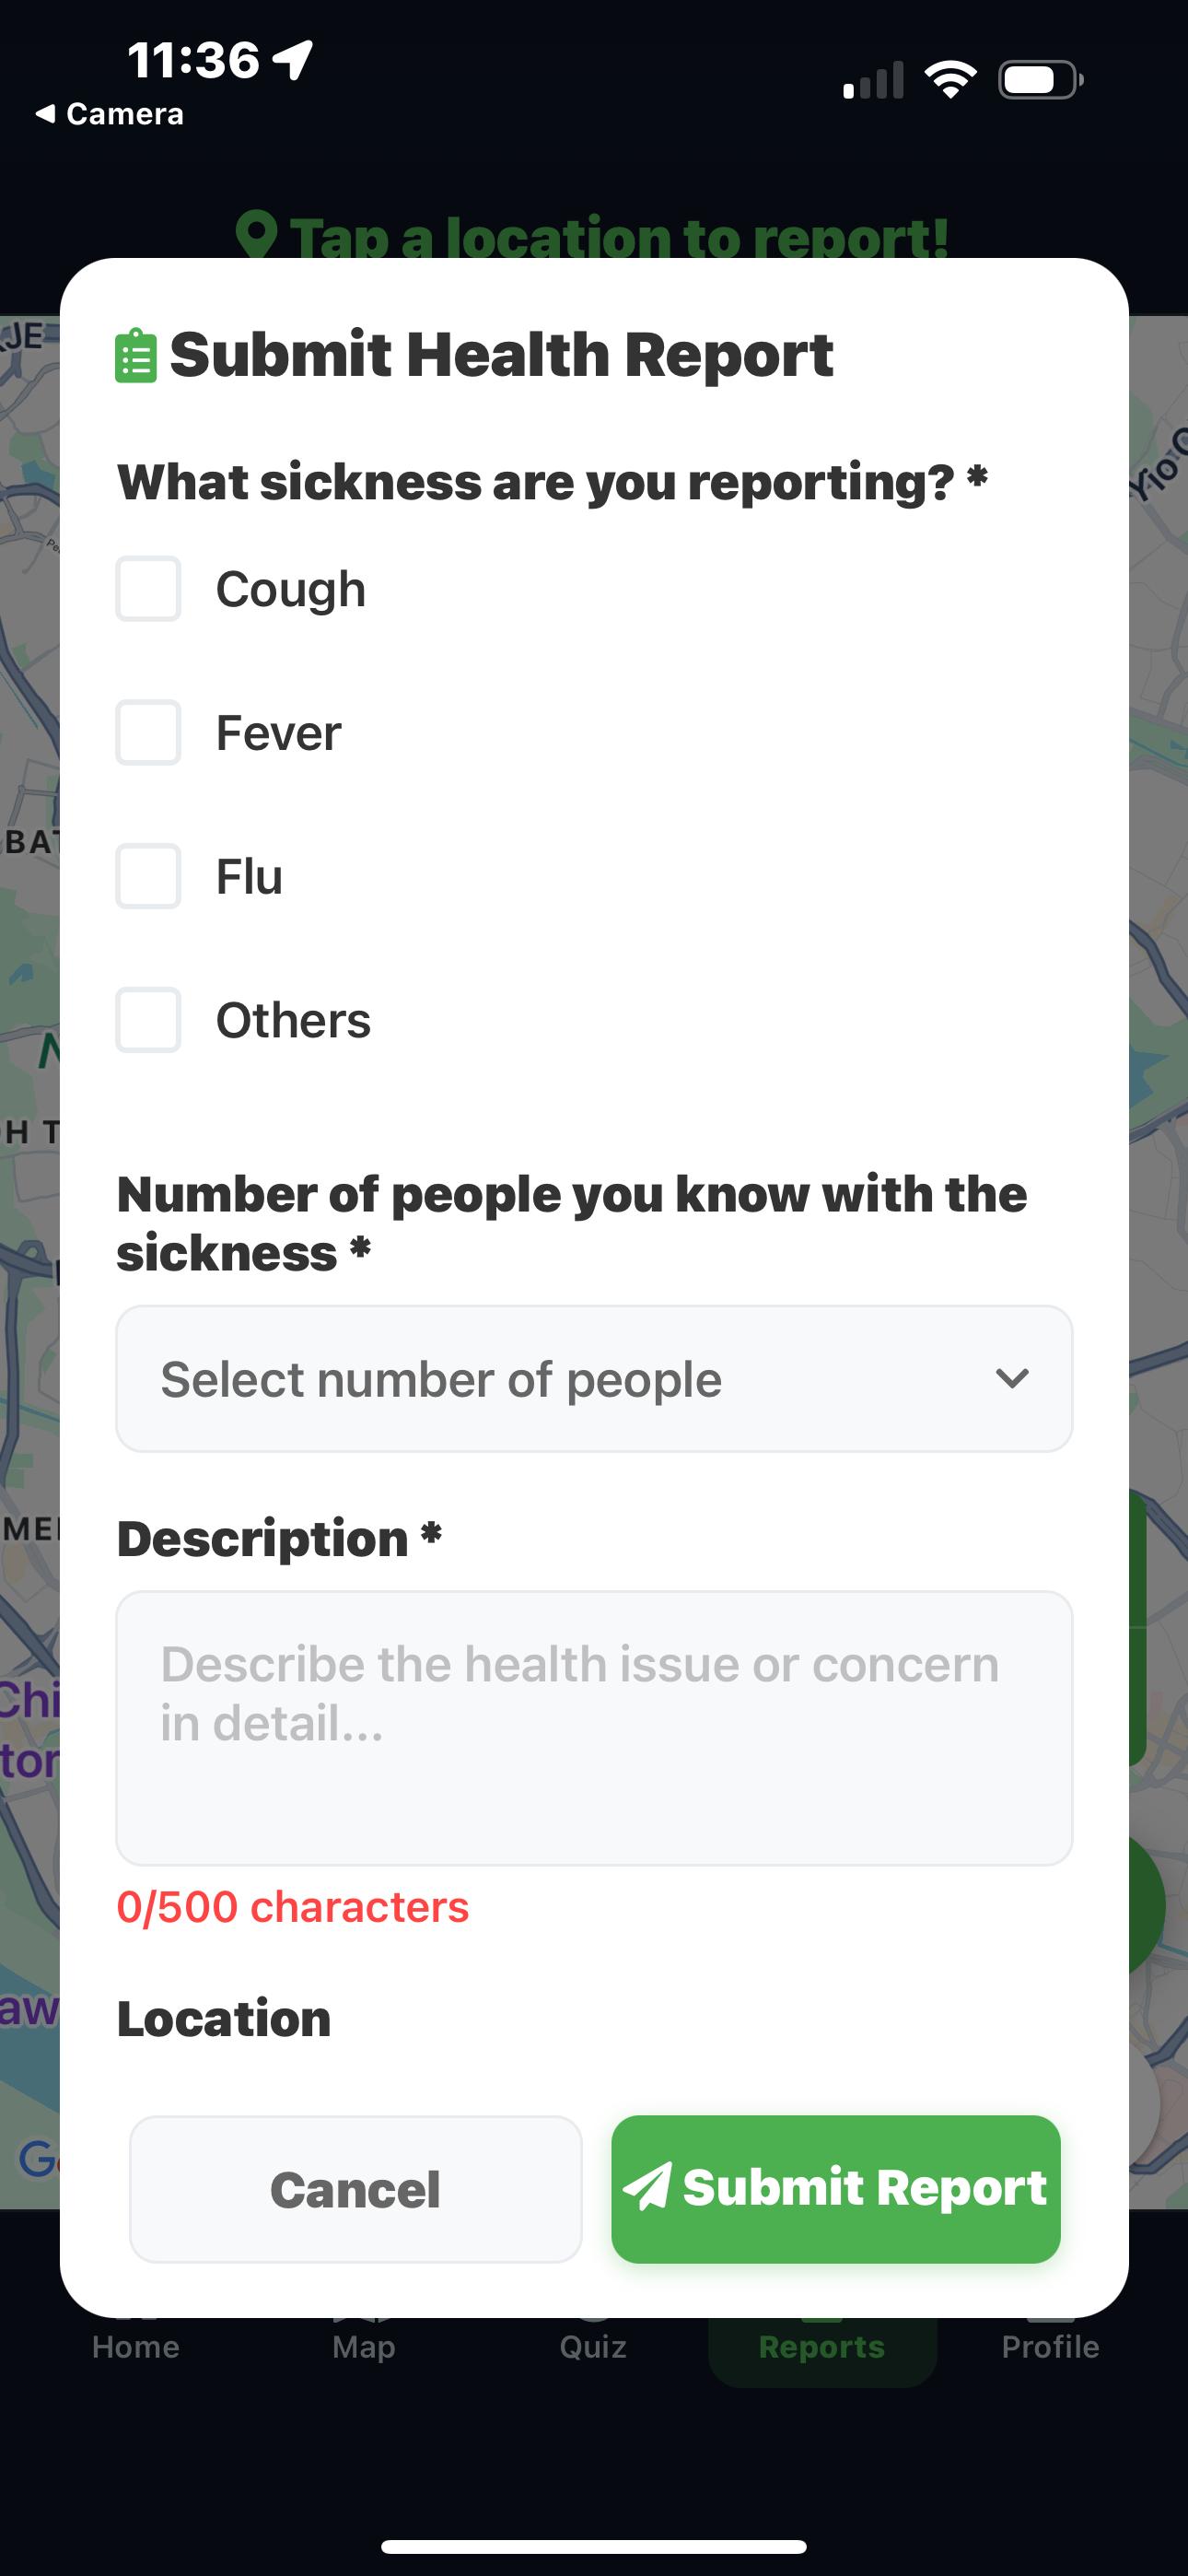 11:36
Camera
Tap a location to report!
Submit Health Report
What sickness are you reporting? *
Cough
Fever
Flu
Others
Number of people you know with the
sickness *
Select number of people
Description *
Describe the health issue or concern
in detail...
0/500 characters
Location
Cancel
Submit Report
Home
Map
Quiz
Reports
Profile